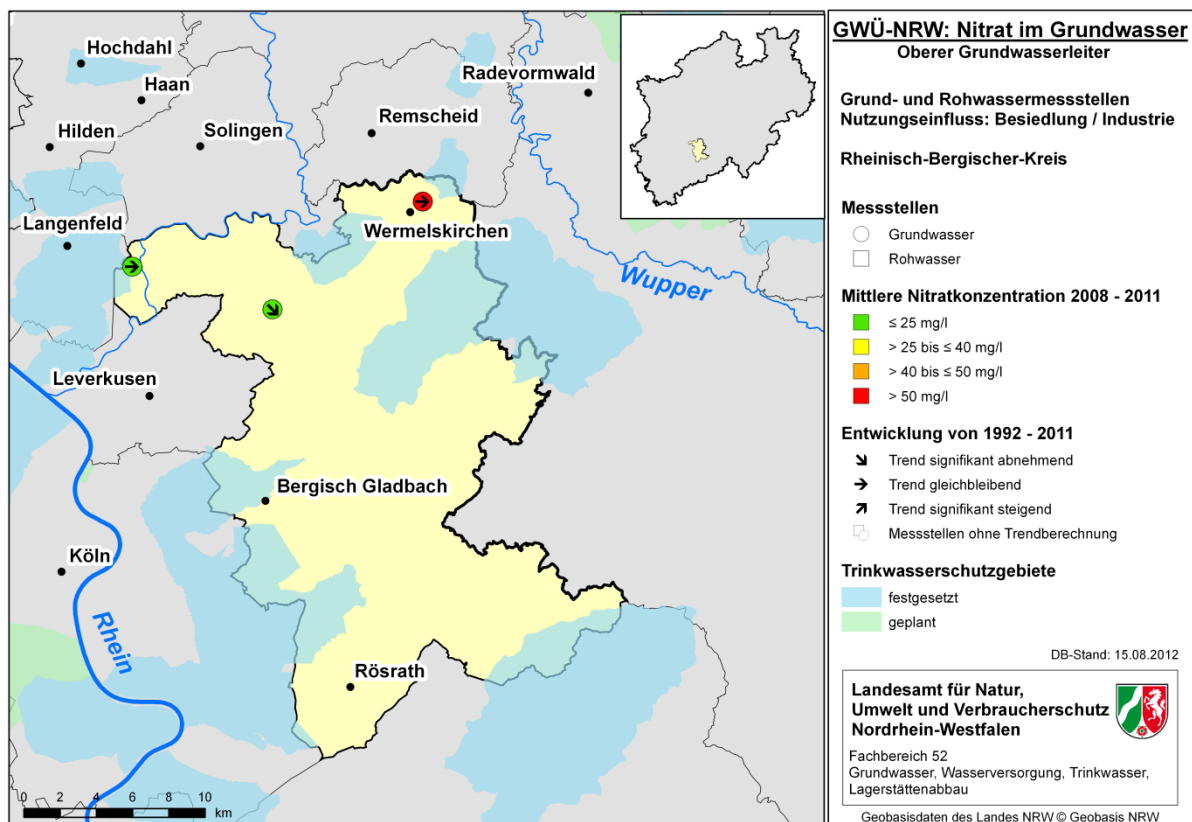 Hochdahl
Haan
Hilden
Solingen
Radevormwald
Remscheid
Langenfeld
Wermelskirchen
Wupper
Leverkusen
Bergisch Gladbach
Köln
Rhein
Rösrath
0 2 4 6 8 10
km
GWÜ-NRW: Nitrat im Grundwasser
Oberer Grundwasserleiter
Grund- und Rohwassermessstellen
Nutzungseinfluss: Besiedlung / Industrie
Rheinisch-Bergischer-Kreis
Messstellen
Grundwasser
Rohwasser
Mittlere Nitratkonzentration 2008 - 2011
≤ 25 mg/l
> 25 bis ≤ 40 mg/l
> 40 bis ≤ 50 mg/l
> 50 mg/l
Entwicklung von 1992 - 2011
Trend signifikant abnehmend
Trend gleichbleibend
Trend signifikant steigend
Messstellen ohne Trendberechnung
Trinkwasserschutzgebiete
festgesetzt
geplant
DB-Stand: 15.08.2012
Landesamt für Natur,
Umwelt und Verbraucherschutz
Nordrhein-Westfalen
Fachbereich 52
Grundwasser, Wasserversorgung, Trinkwasser,
Lagerstättenabbau
Geobasisdaten des Landes NRW © Geobasis NRW